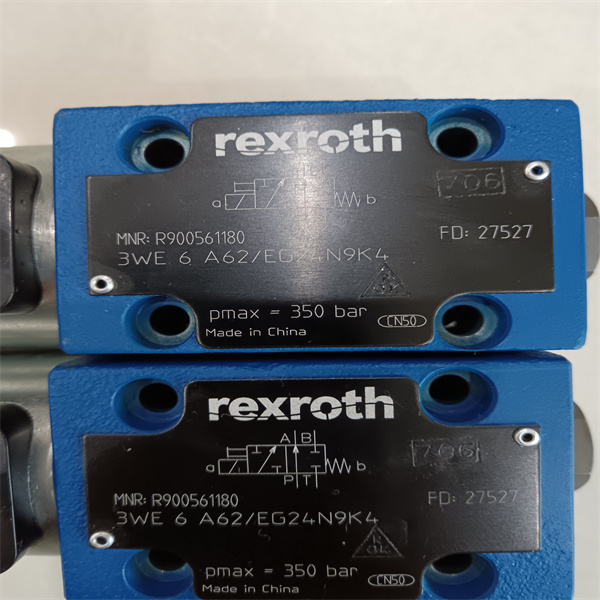 rexroth
706
a b
MNR: R900561180 FD: 27527
3WE 6 A62/EG24N9K4
pmax = 350 bar
Made in China CN50
rexroth
A B
706
a b
P T
MNR: R900561180 FD: 27527
3WE 6 A62/EG24N9K4
pmax = 350 bar
Made in China CN50